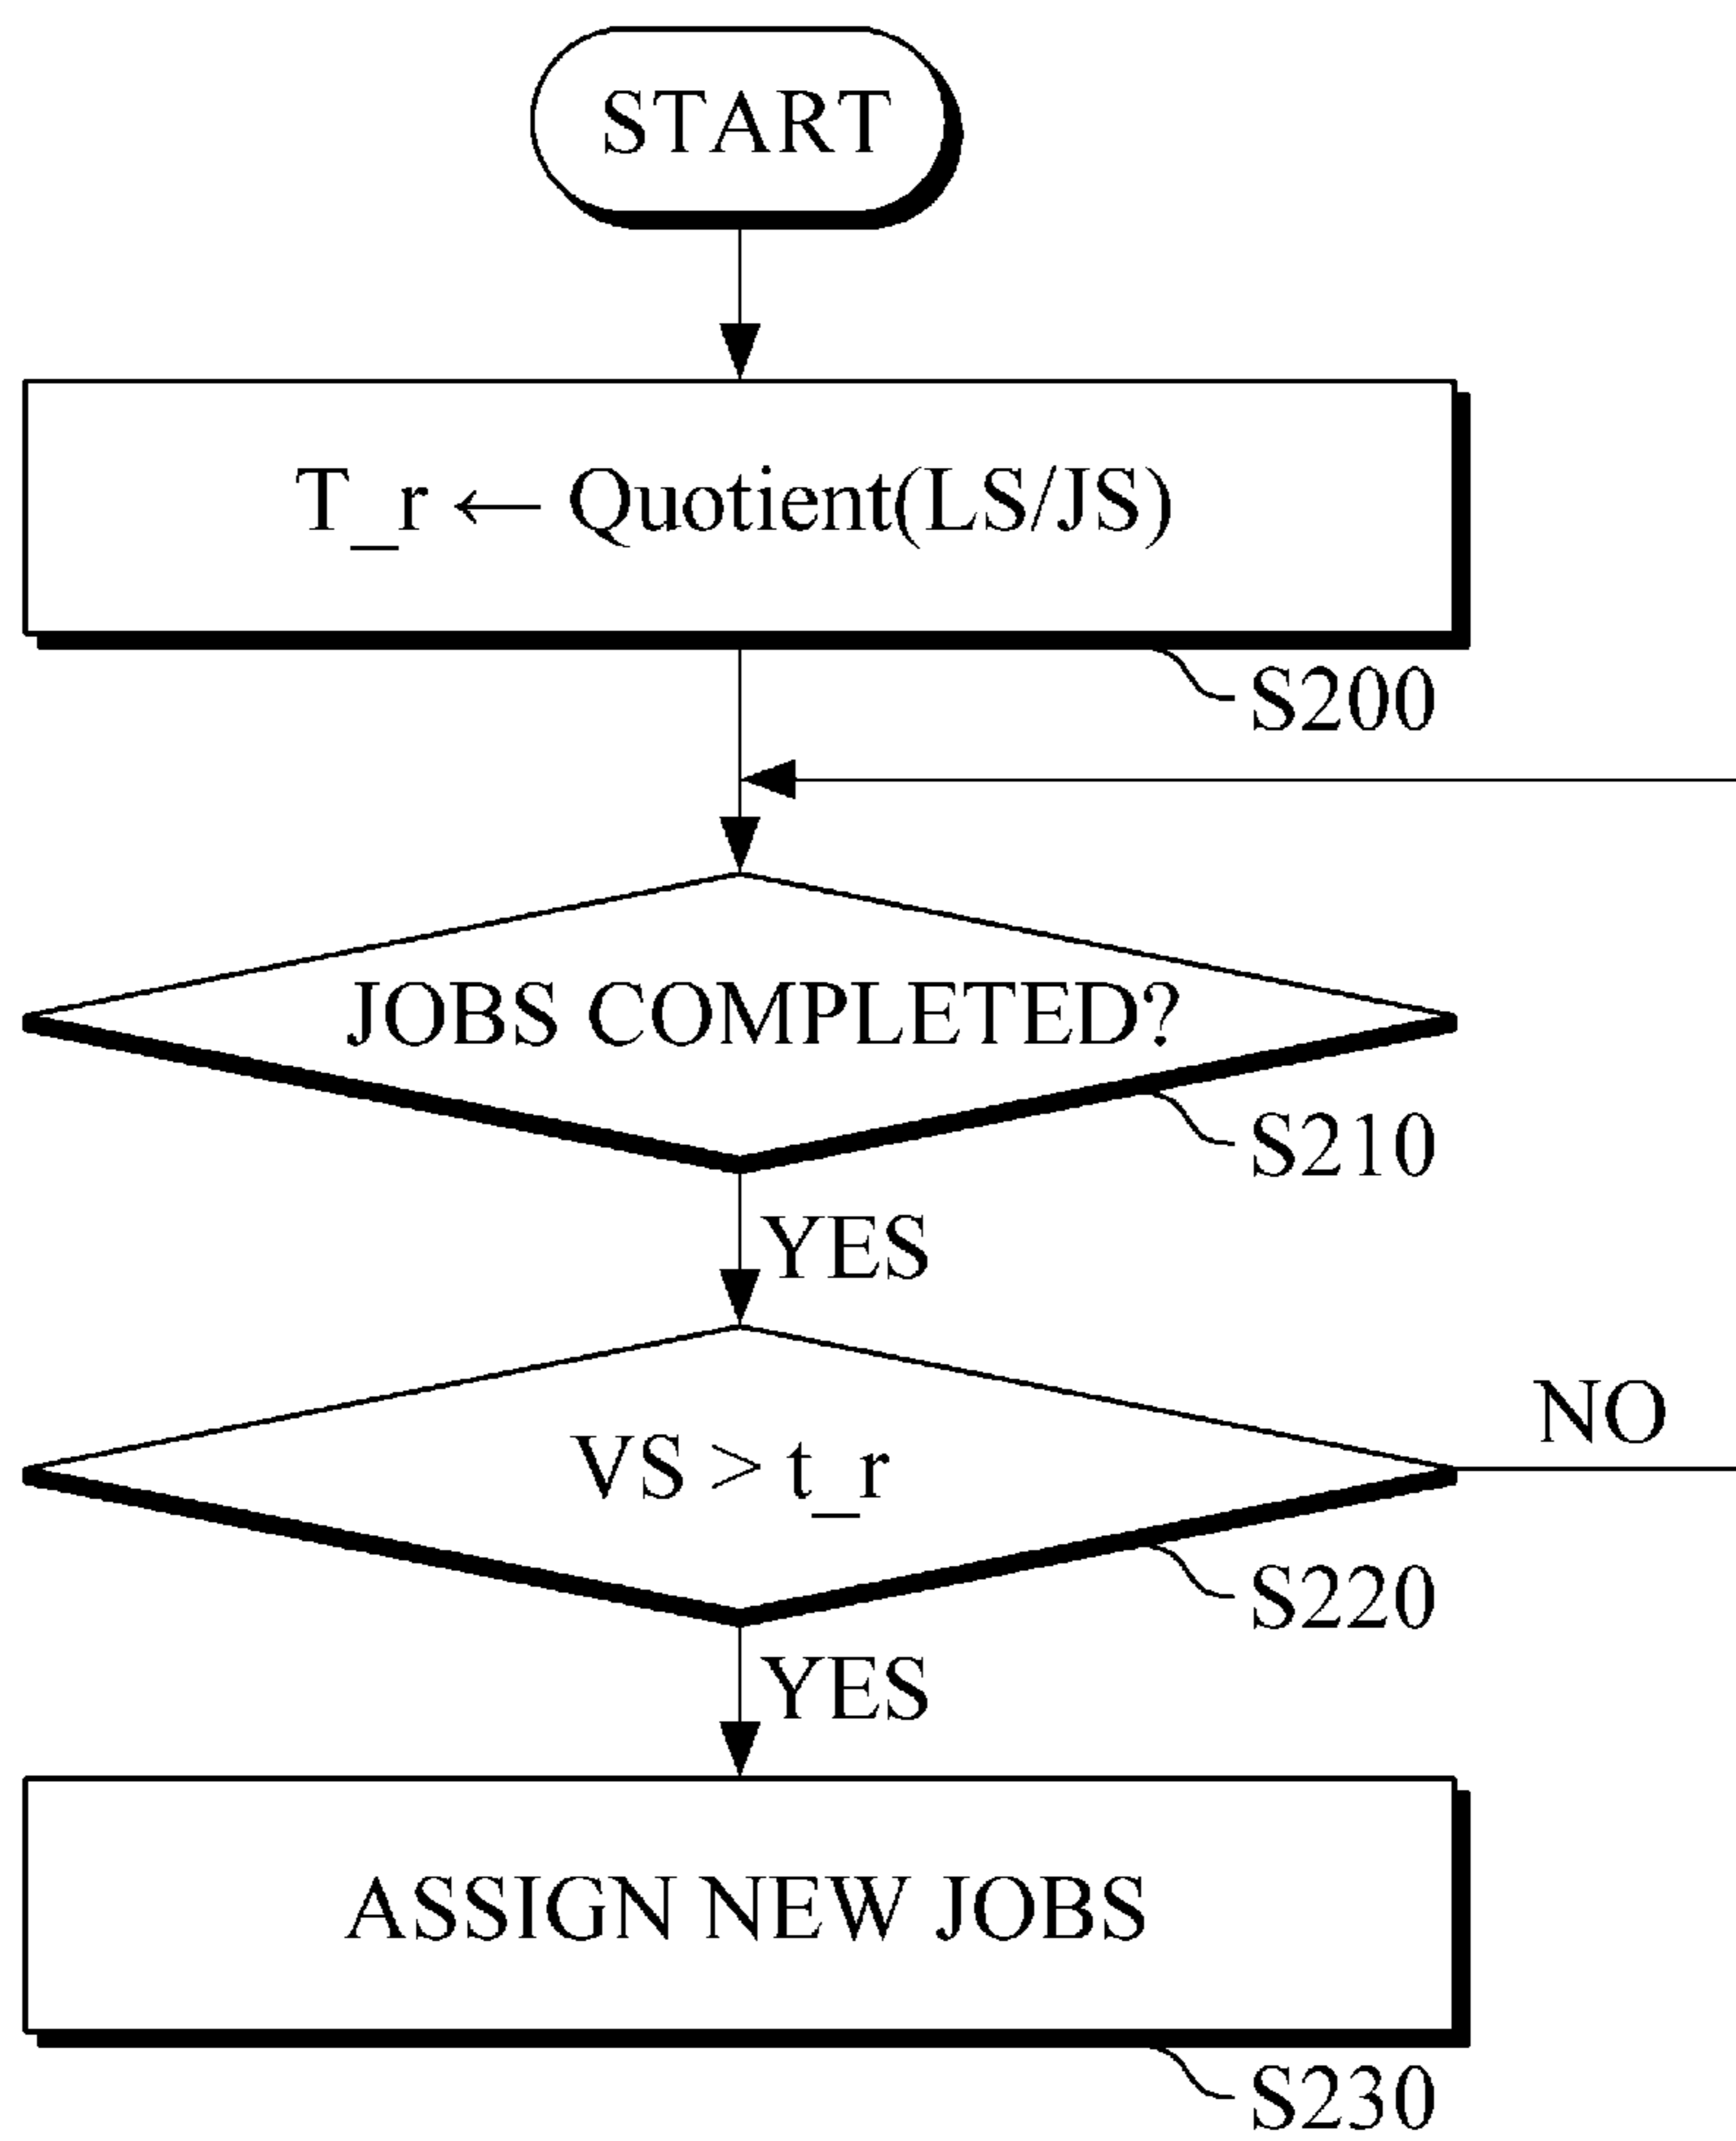 START
T_r ← Quotient(LS/JS)
S200
JOBS COMPLETED?
S210
YES
VS > t_r
NO
S220
YES
ASSIGN NEW JOBS
S230